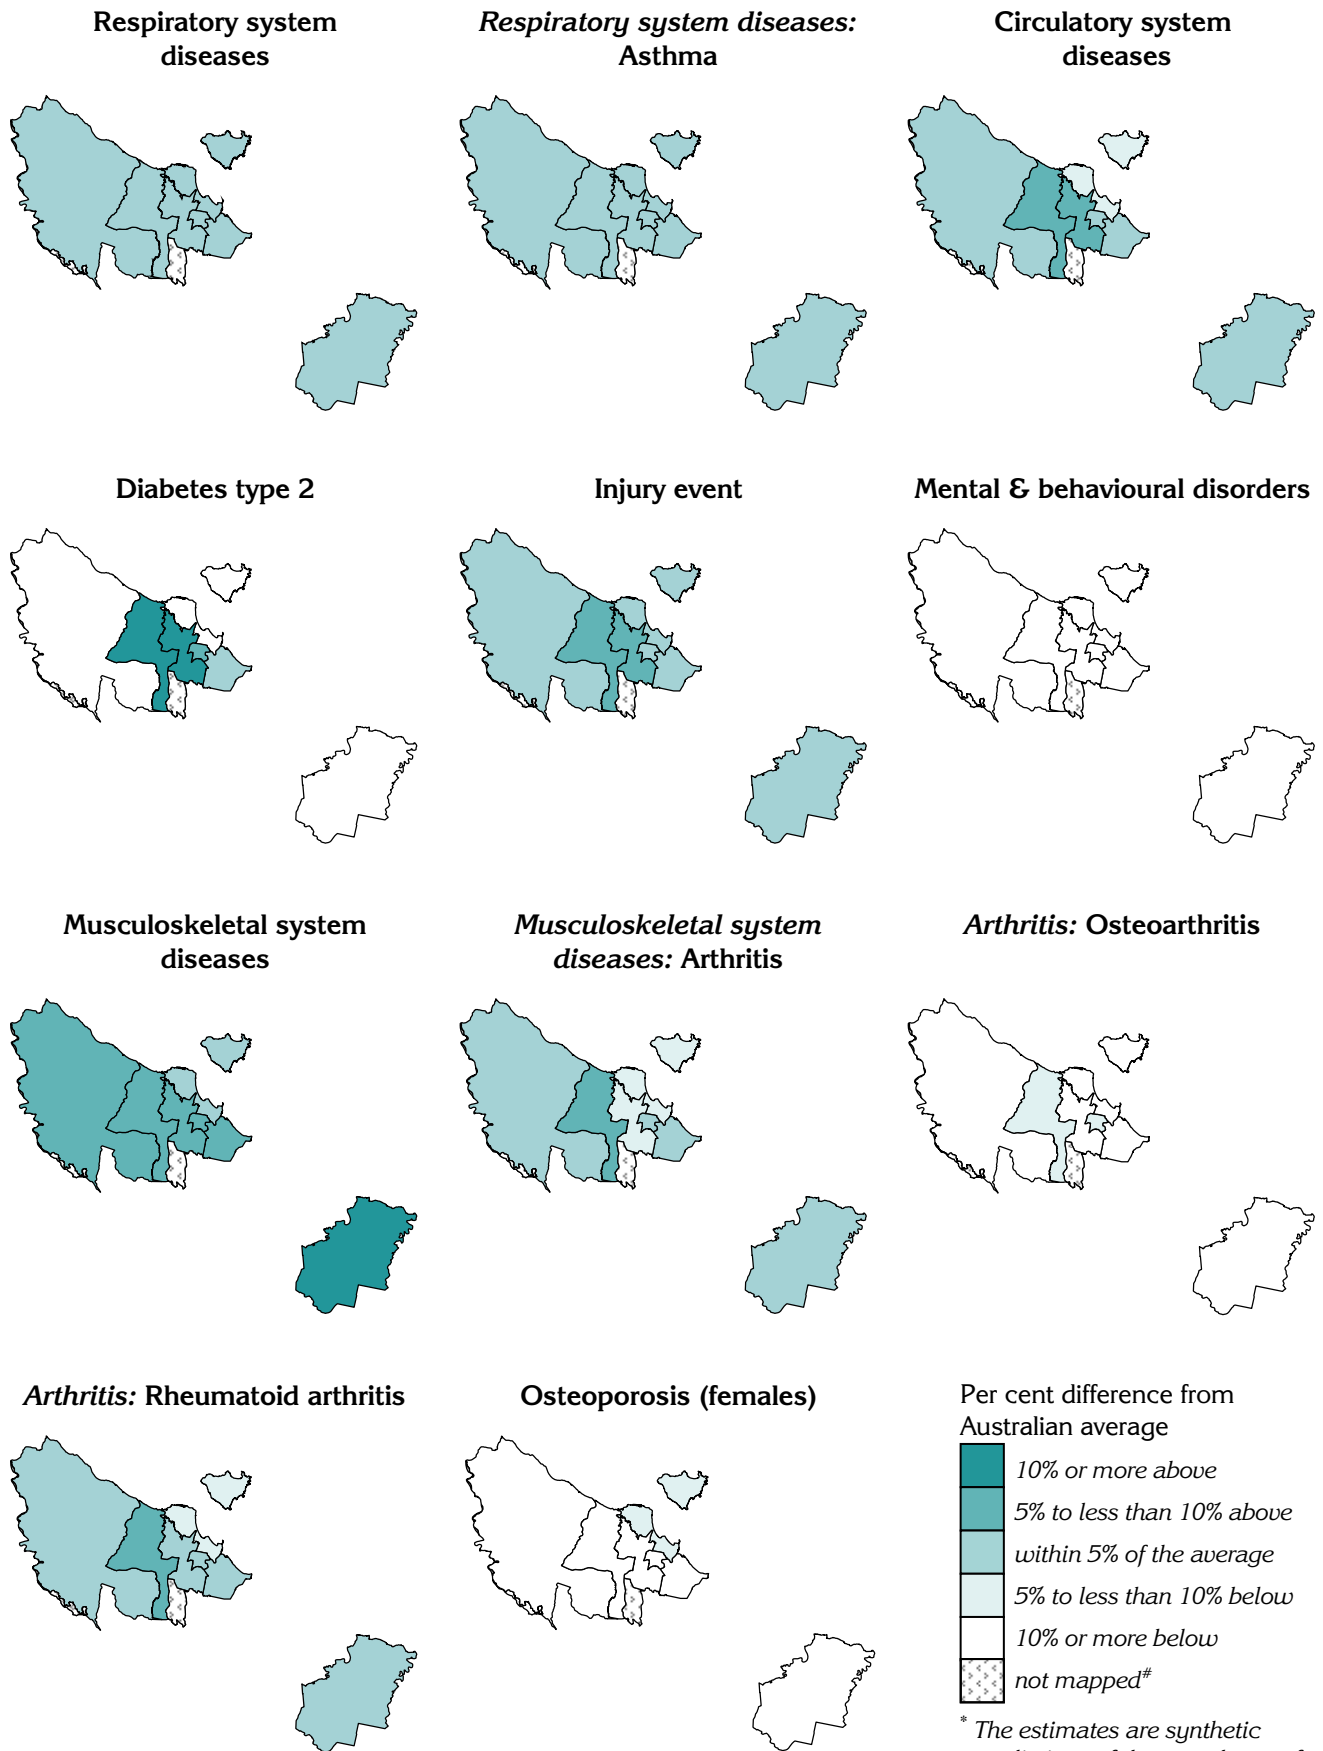 Respiratory system
diseases
Respiratory system diseases:
Asthma
Circulatory system
diseases
Diabetes type 2
Injury event
Mental & behavioural disorders
Musculoskeletal system
diseases
Musculoskeletal system
diseases: Arthritis
Arthritis: Osteoarthritis
Arthritis: Rheumatoid arthritis
Osteoporosis (females)
Per cent difference from
Australian average
10% or more above
5% to less than 10% above
within 5% of the average
5% to less than 10% below
10% or more below
not mapped#
* The estimates are synthetic